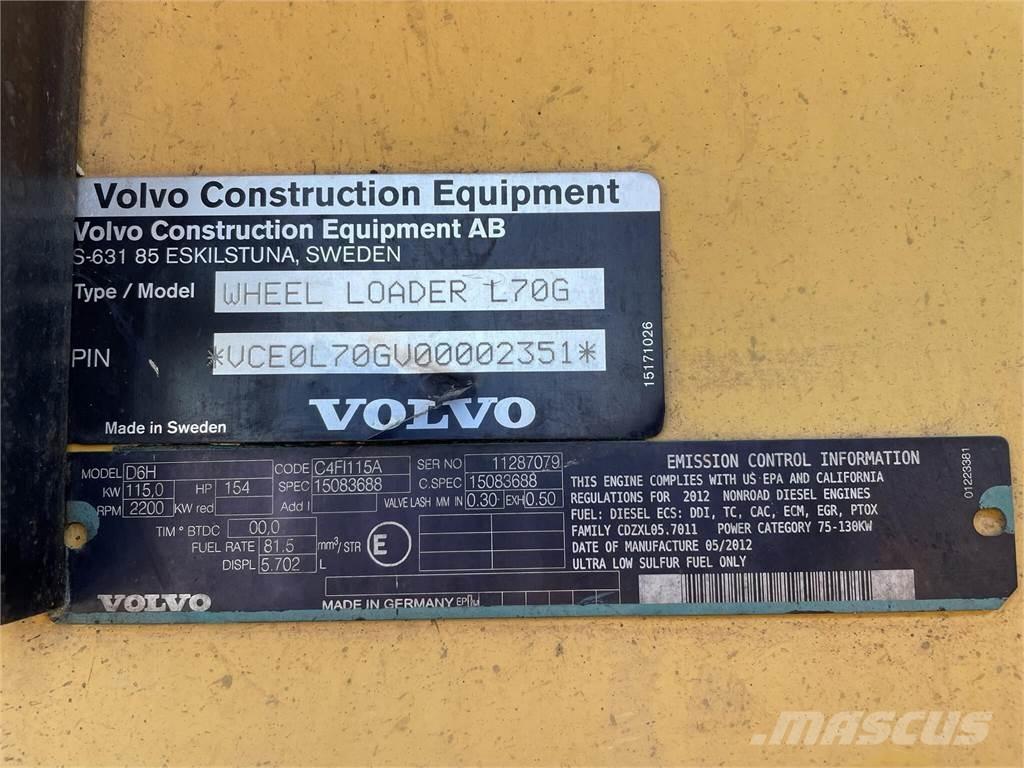 Volvo Construction Equipment
Volvo Construction Equipment AB
S-631 85 ESKILSTUNA, SWEDEN
Type / Model WHEEL LOADER L70G
PIN *VCE0L70GV00002351*
Made in Sweden VOLVO
15171026
MODEL D6H CODE C4FI115A SER NO 11287079
KW 115,0 HP 154 SPEC 15083688 C.SPEC 15083688
RPM 2200 KW red Add I VALVE LASH MM IN 0.30 EXH 0.50
TIM ° BTDC 00,0
FUEL RATE 81.5 mm³/STR E
DISPL 5.702 L
VOLVO MADE IN GERMANY
EMISSION CONTROL INFORMATION
THIS ENGINE COMPLIES WITH US EPA AND CALIFORNIA
REGULATIONS FOR 2012 NONROAD DIESEL ENGINES
FUEL: DIESEL ECS: DDI, TC, CAC, ECM, EGR, PTOX
FAMILY CDZXL05.7011 POWER CATEGORY 75-130KW
DATE OF MANUFACTURE 05/2012
ULTRA LOW SULFUR FUEL ONLY
01223381
MASCUS